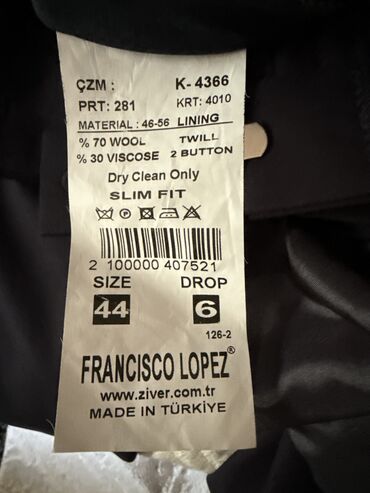 ÇZM : K- 4366
PRT: 281 KRT: 4010
MATERIAL : 46-56 LINING
% 70 WOOL TWILL
% 30 VISCOSE 2 BUTTON
Dry Clean Only
SLIM FIT
2 100000 407521
SIZE DROP
44 6
126-2
FRANCISCO LOPEZ®
www.ziver.com.tr
MADE IN TÜRKİYE